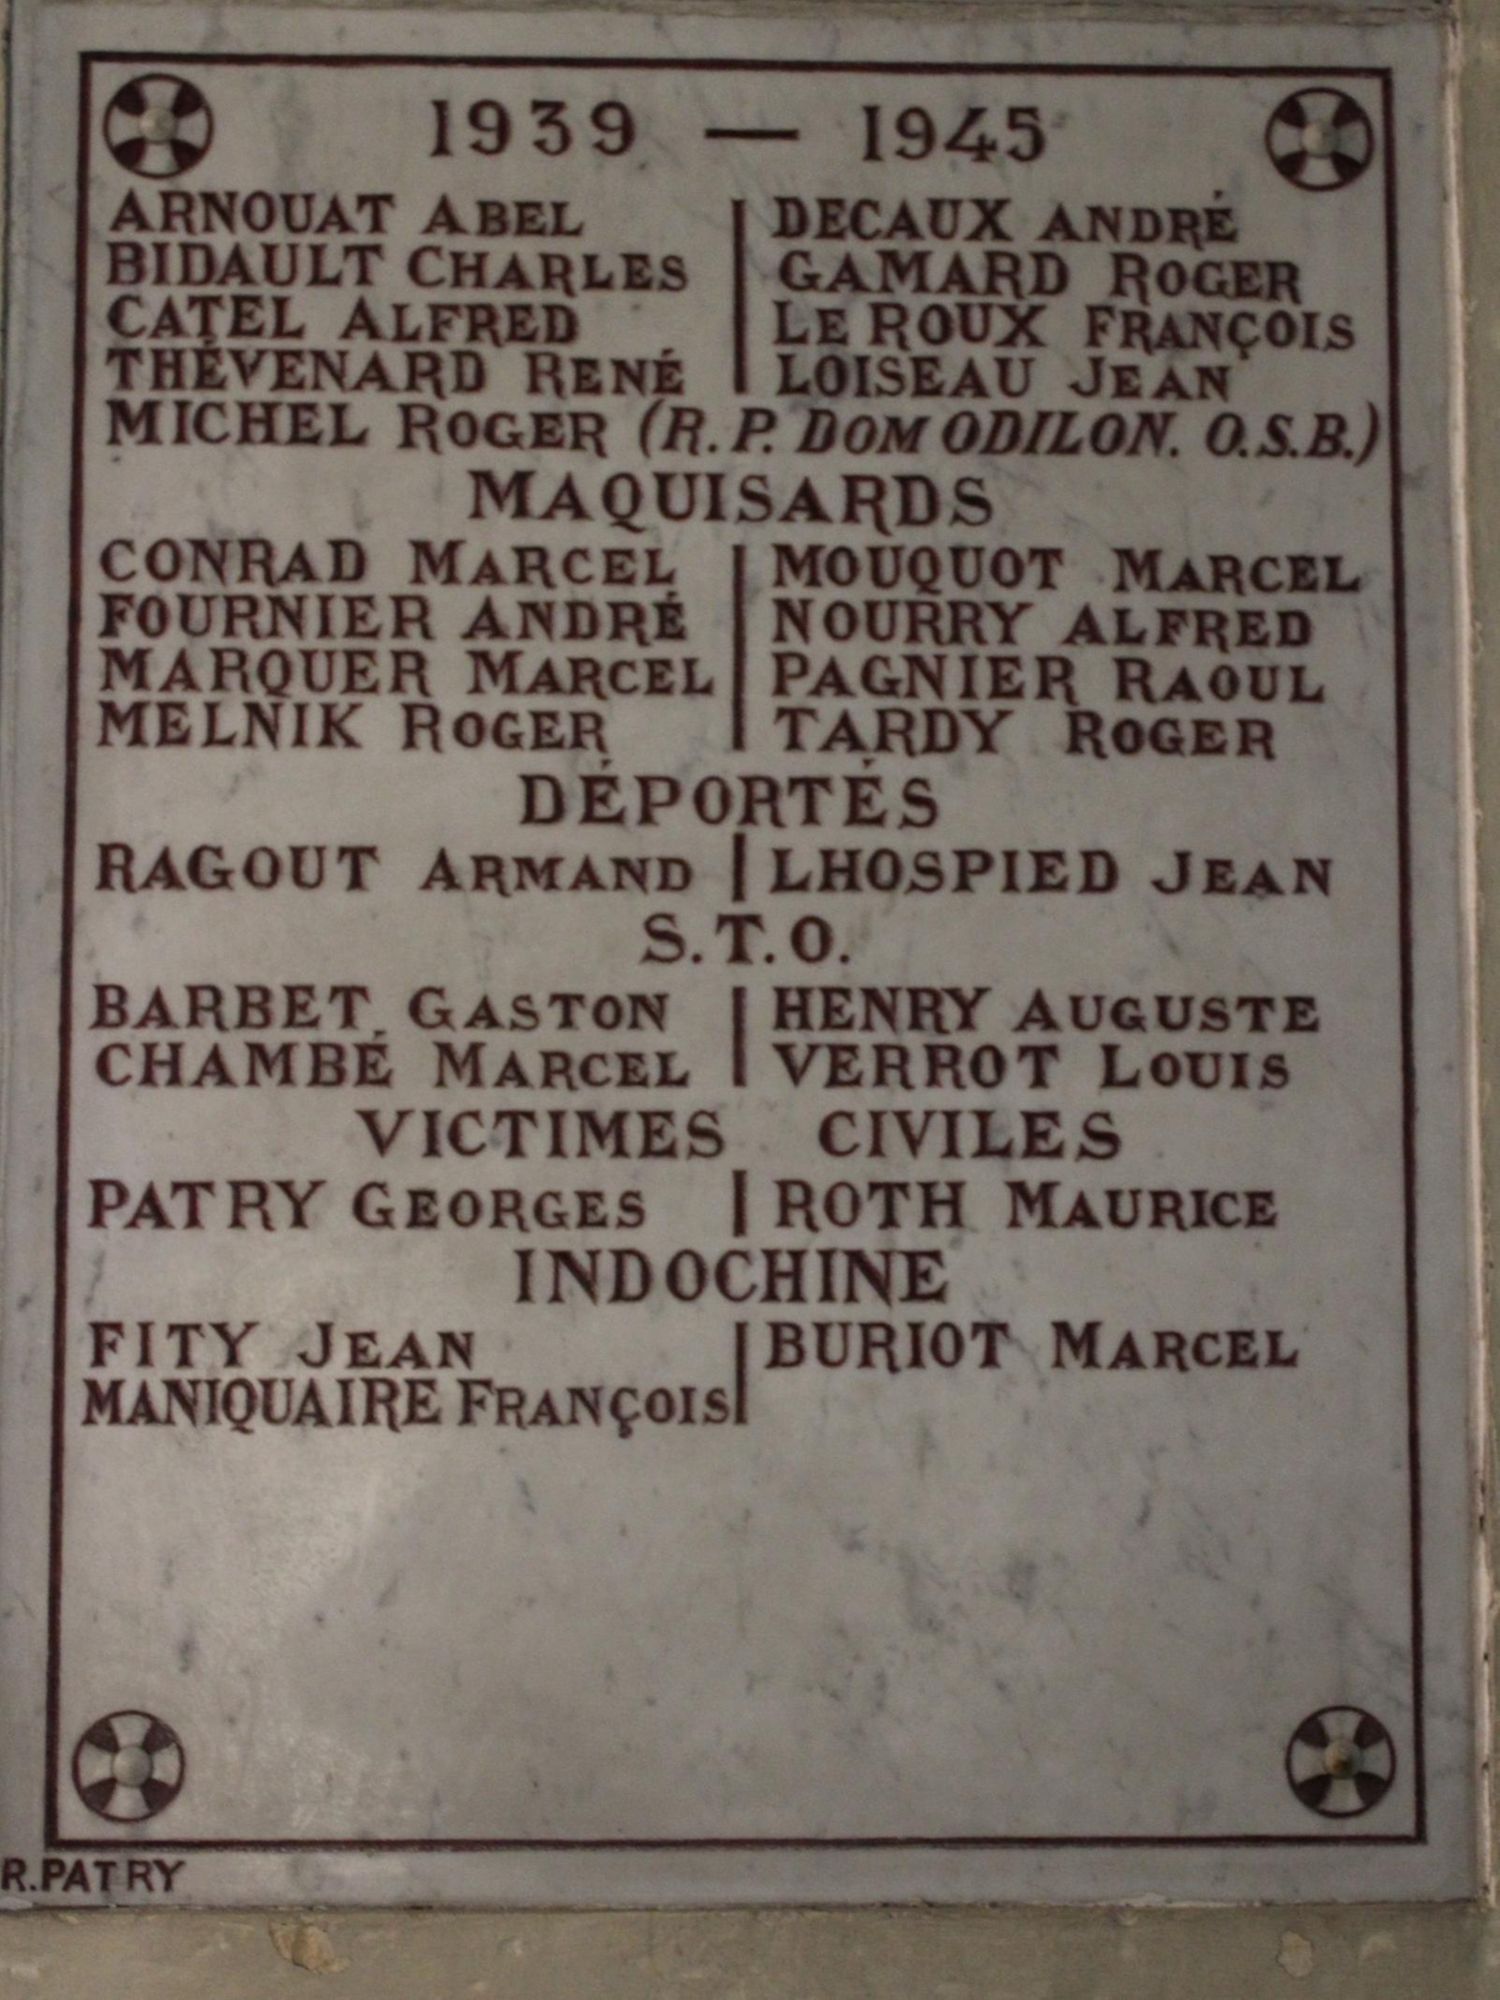 1939 — 1945
ARNOUAT ABEL | DECAUX ANDRÉ
BIDAULT CHARLES | GAMARD ROGER
CATEL ALFRED | LE ROUX FRANÇOIS
THÉVENARD RENÉ | LOISEAU JEAN
MICHEL ROGER (R. P. DOM ODILON. O.S.B.)
MAQUISARDS
CONRAD MARCEL | MOUQUOT MARCEL
FOURNIER ANDRÉ | NOURRY ALFRED
MARQUER MARCEL | PAGNIER RAOUL
MELNIK ROGER | TARDY ROGER
DÉPORTÉS
RAGOUT ARMAND | LHOSPIED JEAN
S.T.O.
BARBET GASTON | HENRY AUGUSTE
CHAMBÉ MARCEL | VERROT LOUIS
VICTIMES CIVILES
PATRY GEORGES | ROTH MAURICE
INDOCHINE
FITY JEAN | BURIOT MARCEL
MANIQUAIRE FRANÇOIS
R. PATRY